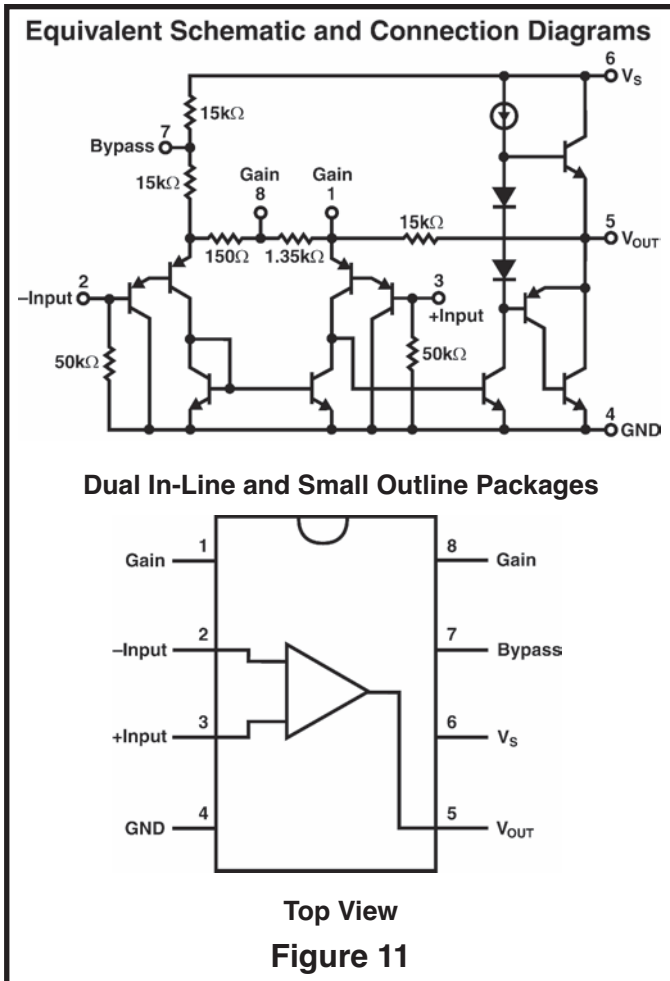 Equivalent Schematic and Connection Diagrams
6
VS
15kΩ
7
Bypass
15kΩ
Gain
8
Gain
1
15kΩ
5
VOUT
150Ω
1.35kΩ
2
–Input
3
+Input
50kΩ
50kΩ
4
GND
Dual In-Line and Small Outline Packages
Gain
1
8
Gain
–Input
2
7
Bypass
+Input
3
6
VS
GND
4
5
VOUT
Top View
Figure 11